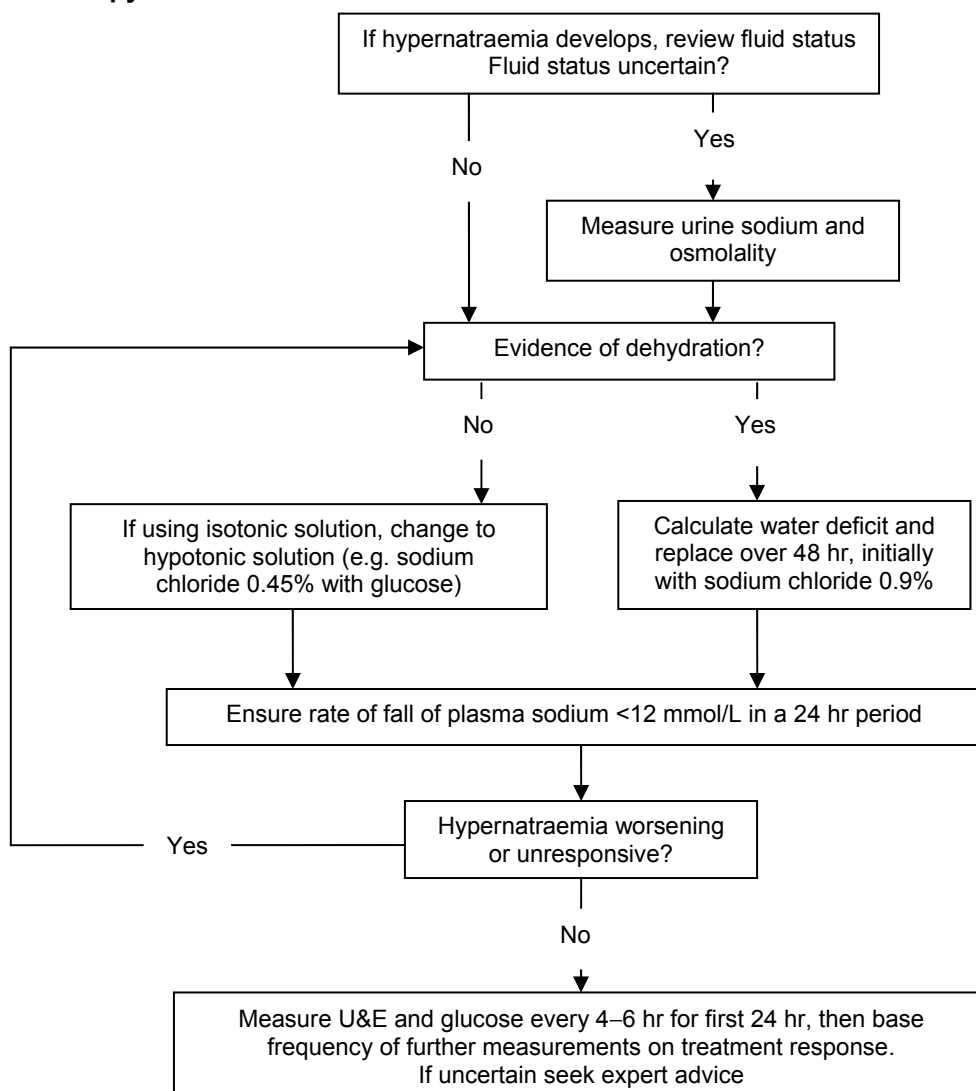 If hypernatraemia develops, review fluid status
Fluid status uncertain?
No
Yes
Measure urine sodium and
osmolality
Evidence of dehydration?
No
Yes
If using isotonic solution, change to
hypotonic solution (e.g. sodium
chloride 0.45% with glucose)
Calculate water deficit and
replace over 48 hr, initially
with sodium chloride 0.9%
Ensure rate of fall of plasma sodium <12 mmol/L in a 24 hr period
Hypernatraemia worsening
or unresponsive?
Yes
No
Measure U&E and glucose every 4–6 hr for first 24 hr, then base
frequency of further measurements on treatment response.
If uncertain seek expert advice